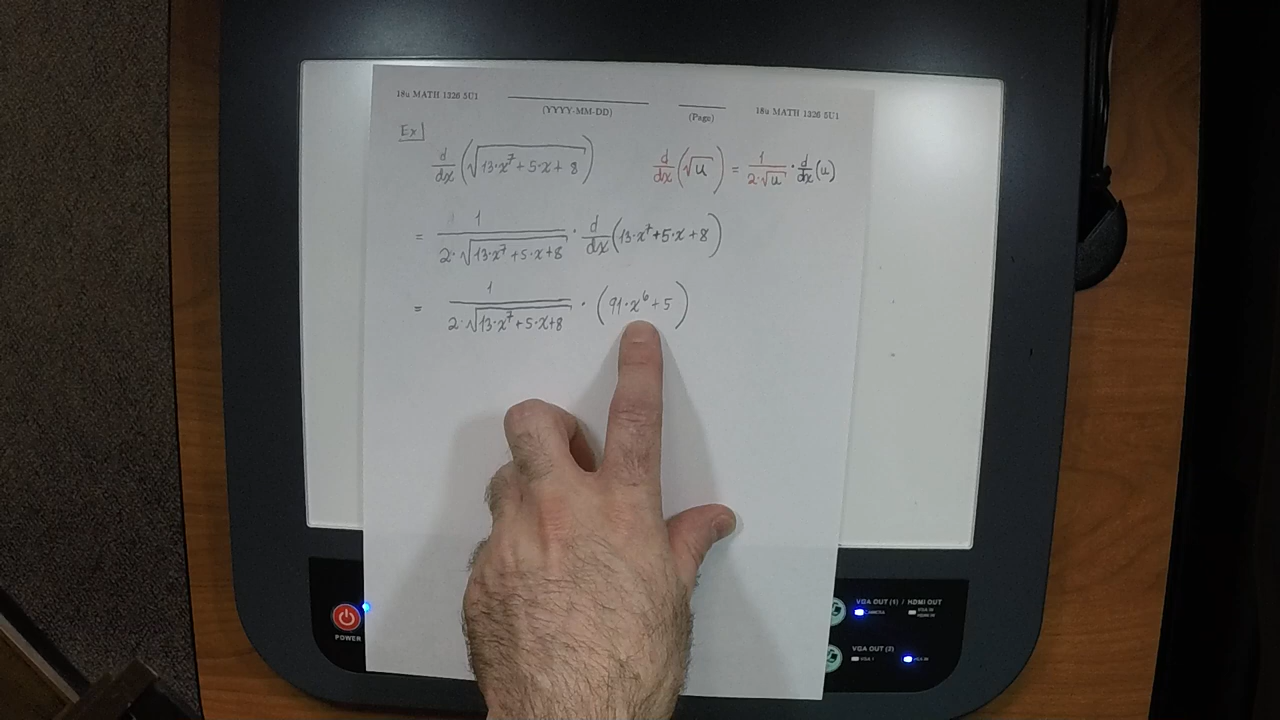 18u MATH 1326 5U1 (YYYY-MM-DD) (Page) 18u MATH 1326 5U1
Ex]
d/dx (√(13·x⁷ + 5·x + 8)) d/dx (√u) = 1/(2·√u) · d/dx (u)
= 1/(2·√(13·x⁷ + 5·x + 8)) · d/dx (13·x⁷ + 5·x + 8)
= 1/(2·√(13·x⁷ + 5·x + 8)) · (91·x⁶ + 5)
POWER
VGA OUT (1) / HDMI OUT
VGA OUT (2)